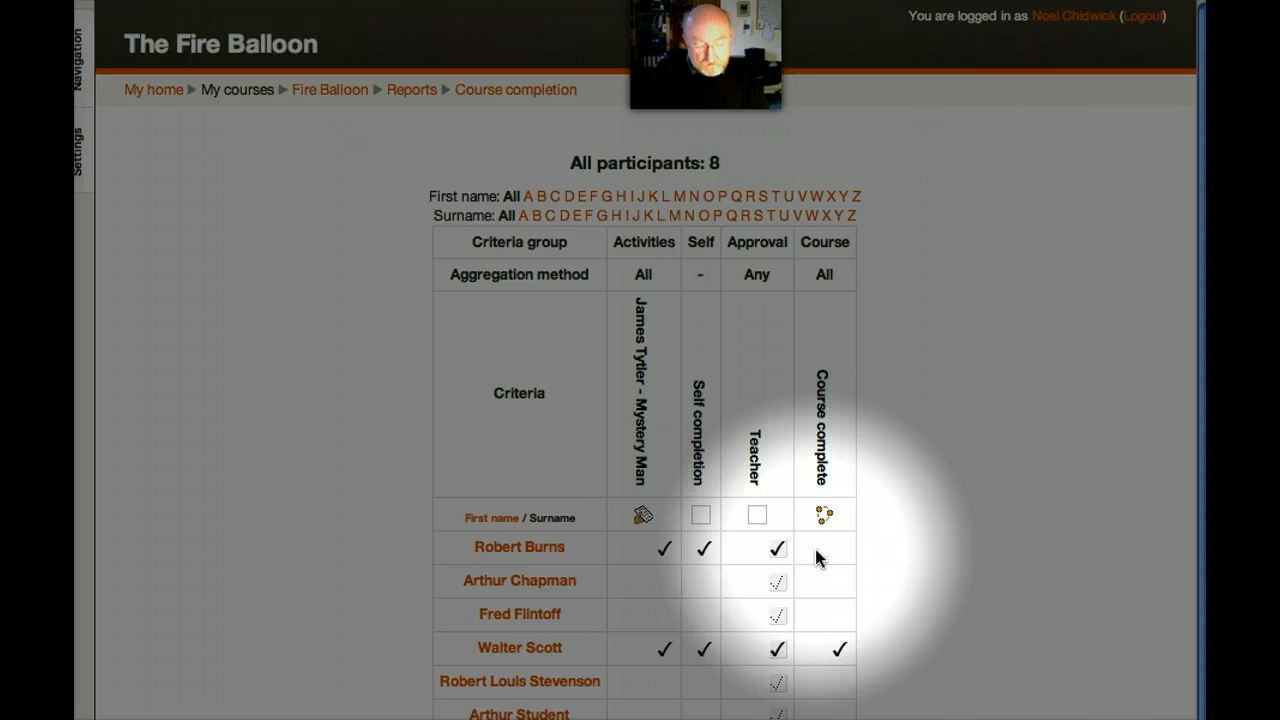 You are logged in as Noel Chidwick (Logout)
The Fire Balloon
Navigation
Settings
My home ▶ My courses ▶ Fire Balloon ▶ Reports ▶ Course completion
All participants: 8
First name: All A B C D E F G H I J K L M N O P Q R S T U V W X Y Z
Surname: All A B C D E F G H I J K L M N O P Q R S T U V W X Y Z
Criteria group Activities Self Approval Course
Aggregation method All - Any All
Criteria James Tytler - Mystery Man Self completion Teacher Course complete
First name / Surname
Robert Burns
Arthur Chapman
Fred Flintoff
Walter Scott
Robert Louis Stevenson
Arthur Student